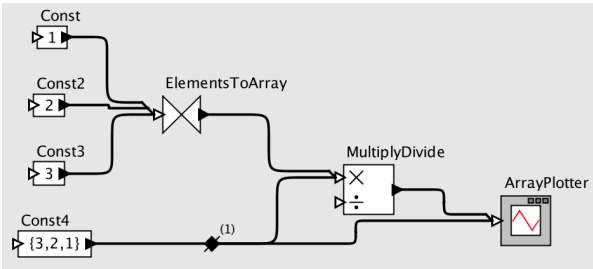 Const
1
Const2
2
ElementsToArray
Const3
3
MultiplyDivide
×
÷
ArrayPlotter
Const4
{3,2,1}
(1)